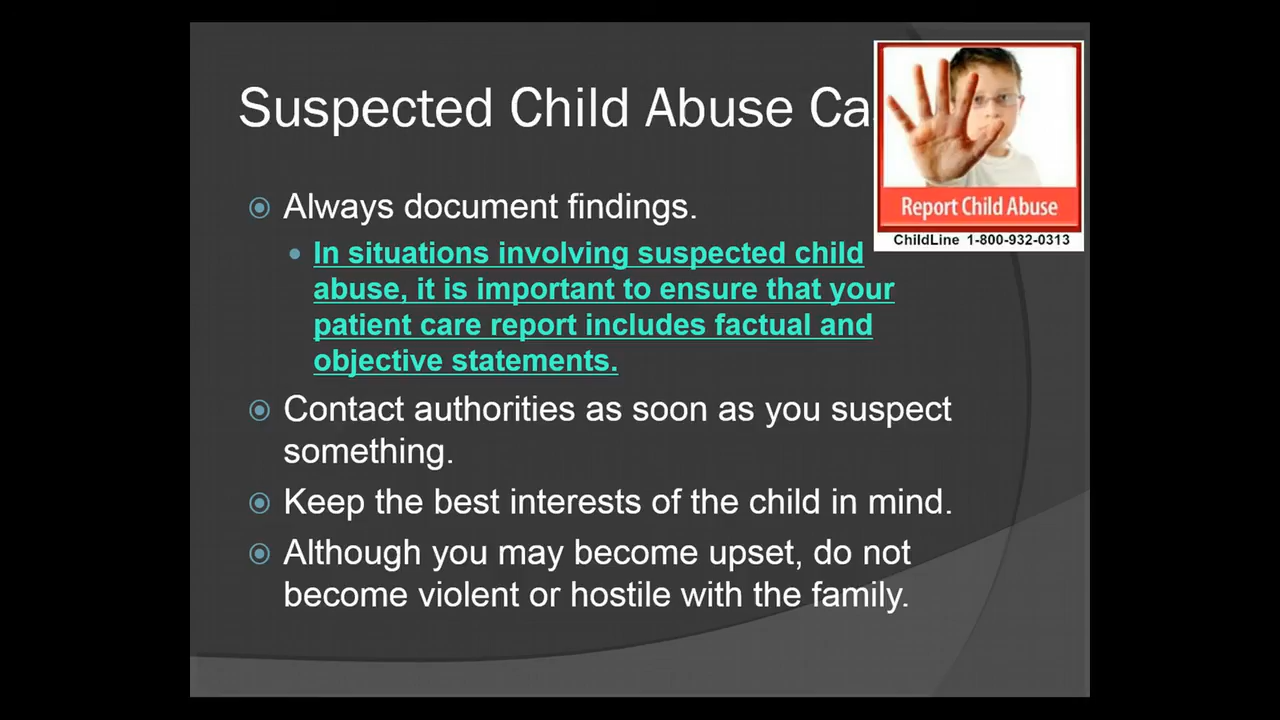 Suspected Child Abuse Ca
Always document findings.
In situations involving suspected child
abuse, it is important to ensure that your
patient care report includes factual and
objective statements.
Contact authorities as soon as you suspect
something.
Keep the best interests of the child in mind.
Although you may become upset, do not
become violent or hostile with the family.
Report Child Abuse
ChildLine 1-800-932-0313